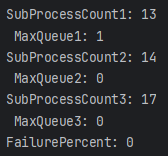 SubProcessCount1: 13
MaxQueue1: 1
SubProcessCount2: 14
MaxQueue2: 0
SubProcessCount3: 17
MaxQueue3: 0
FailurePercent: 0